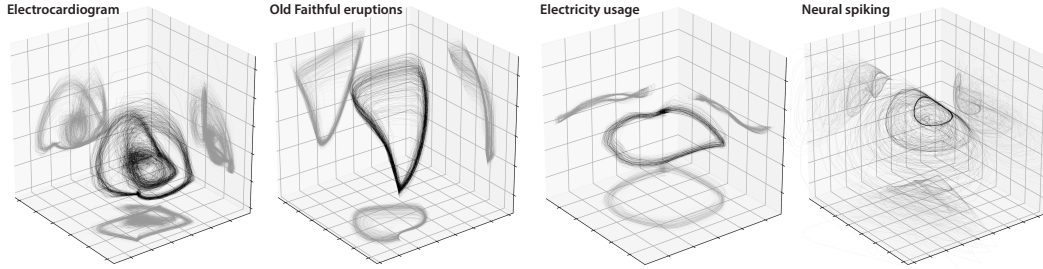 Electrocardiogram
Old Faithful eruptions
Electricity usage
Neural spiking